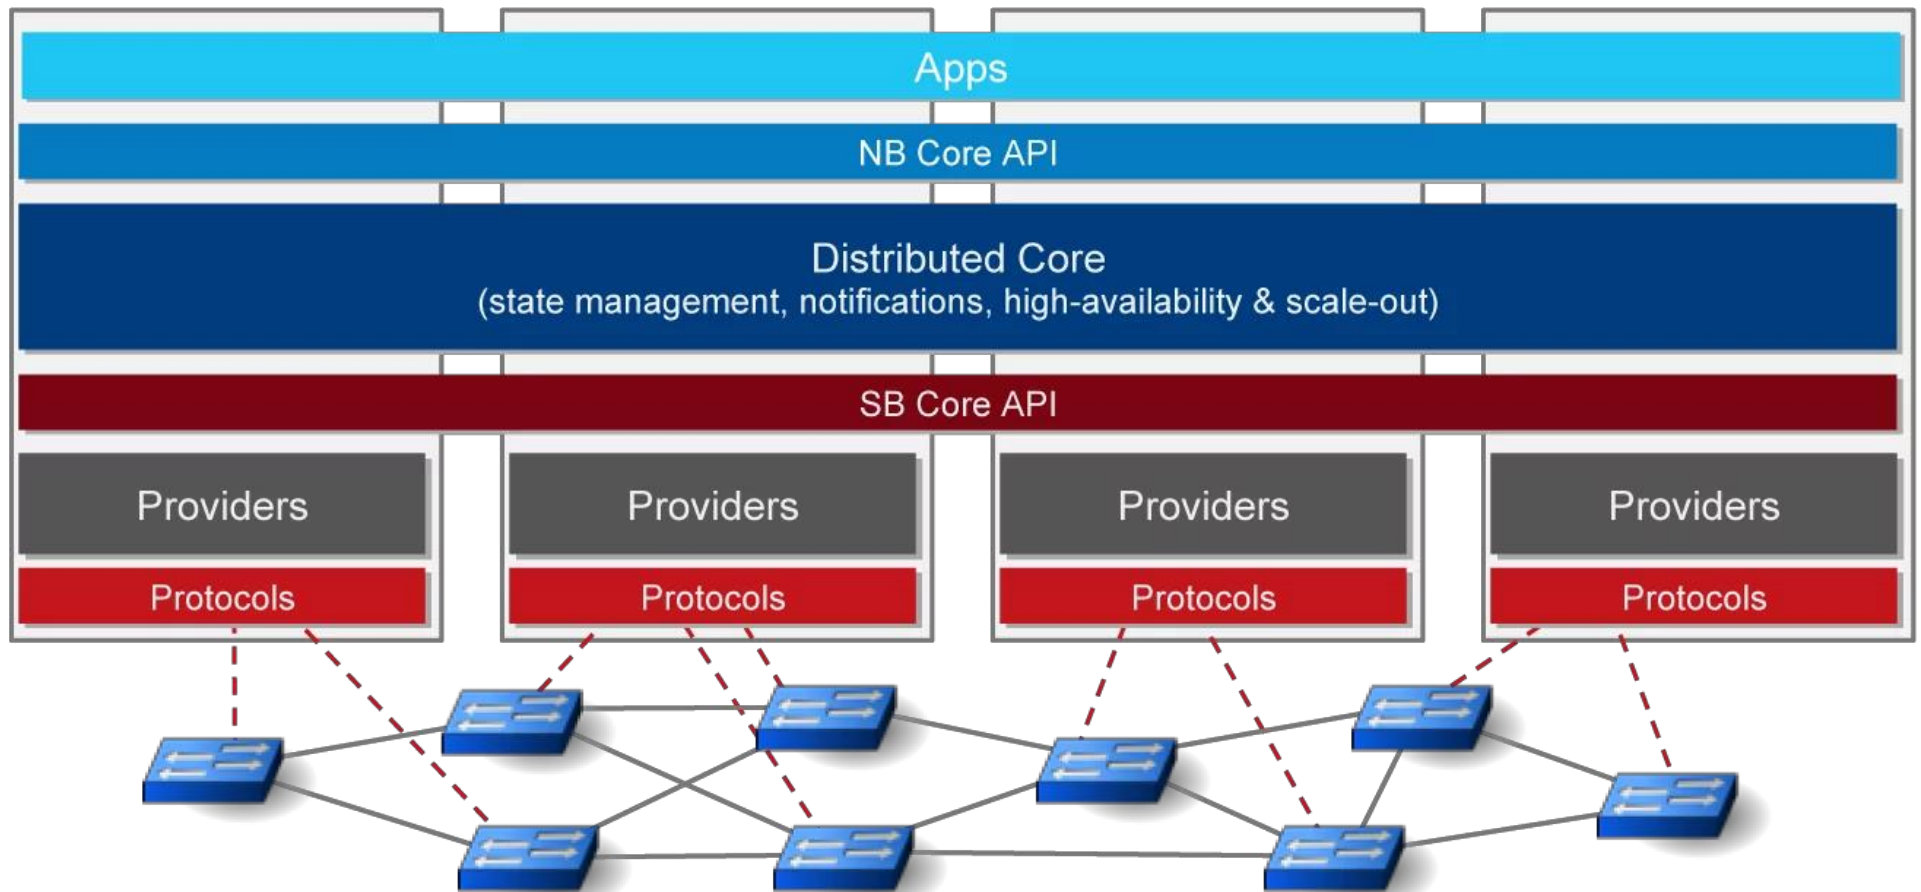 Apps
NB Core API
Distributed Core
(state management, notifications, high-availability & scale-out)
SB Core API
Providers
Providers
Providers
Providers
Protocols
Protocols
Protocols
Protocols